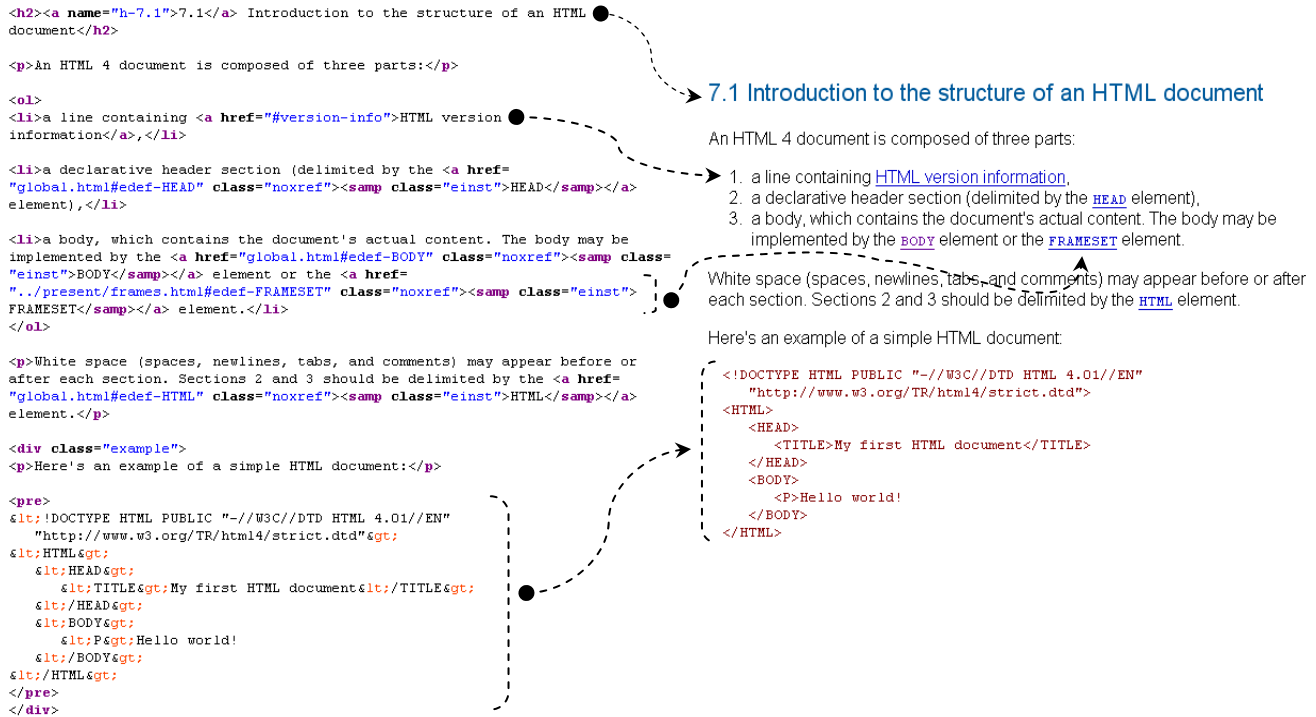 <h2><a name="h-7.1">7.1</a> Introduction to the structure of an HTML
document</h2>
<p>An HTML 4 document is composed of three parts:</p>
<ol>
<li>a line containing <a href="#version-info">HTML version
information</a>,</li>
<li>a declarative header section (delimited by the <a href=
"global.html#edef-HEAD" class="noxref"><samp class="einst">HEAD</samp></a>
element),</li>
<li>a body, which contains the document's actual content. The body may be
implemented by the <a href="global.html#edef-BODY" class="noxref"><samp class=
"einst">BODY</samp></a> element or the <a href=
"../present/frames.html#edef-FRAMESET" class="noxref"><samp class="einst">
FRAMESET</samp></a> element.</li>
</ol>
<p>White space (spaces, newlines, tabs, and comments) may appear before or
after each section. Sections 2 and 3 should be delimited by the <a href=
"global.html#edef-HTML" class="noxref"><samp class="einst">HTML</samp></a>
element.</p>
<div class="example">
<p>Here's an example of a simple HTML document:</p>
<pre>
&lt;!DOCTYPE HTML PUBLIC "-//W3C//DTD HTML 4.01//EN"
   "http://www.w3.org/TR/html4/strict.dtd"&gt;
&lt;HTML&gt;
   &lt;HEAD&gt;
      &lt;TITLE&gt;My first HTML document&lt;/TITLE&gt;
   &lt;/HEAD&gt;
   &lt;BODY&gt;
      &lt;P&gt;Hello world!
   &lt;/BODY&gt;
&lt;/HTML&gt;
</pre>
</div>
7.1 Introduction to the structure of an HTML document
An HTML 4 document is composed of three parts:
1. a line containing HTML version information,
2. a declarative header section (delimited by the HEAD element),
3. a body, which contains the document's actual content. The body may be
implemented by the BODY element or the FRAMESET element.
White space (spaces, newlines, tabs, and comments) may appear before or after
each section. Sections 2 and 3 should be delimited by the HTML element.
Here's an example of a simple HTML document:
<!DOCTYPE HTML PUBLIC "-//W3C//DTD HTML 4.01//EN"
   "http://www.w3.org/TR/html4/strict.dtd">
<HTML>
   <HEAD>
      <TITLE>My first HTML document</TITLE>
   </HEAD>
   <BODY>
      <P>Hello world!
   </BODY>
</HTML>